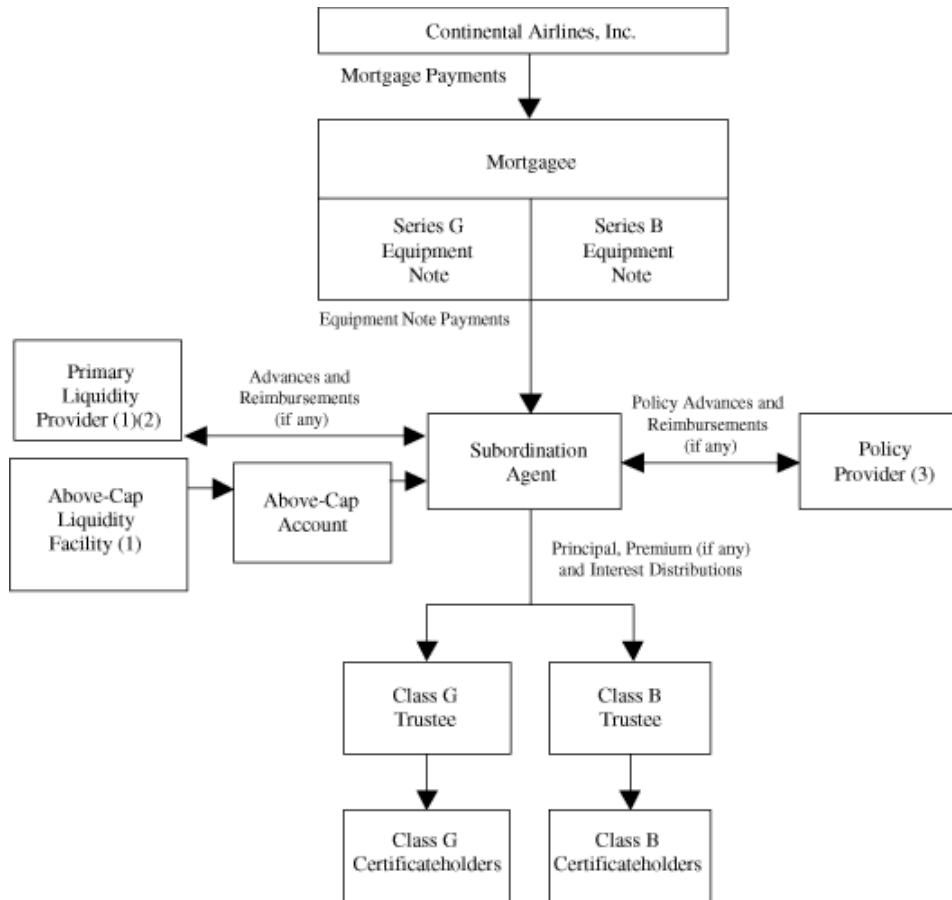 Continental Airlines, Inc.
Mortgage Payments
Mortgagee
Series G
Equipment
Note
Series B
Equipment
Note
Equipment Note Payments
Primary
Liquidity
Provider (1)(2)
Advances and
Reimbursements
(if any)
Subordination
Agent
Policy Advances and
Reimbursements
(if any)
Policy
Provider (3)
Above-Cap
Liquidity
Facility (1)
Above-Cap
Account
Principal, Premium (if any)
and Interest Distributions
Class G
Trustee
Class B
Trustee
Class G
Certificateholders
Class B
Certificateholders